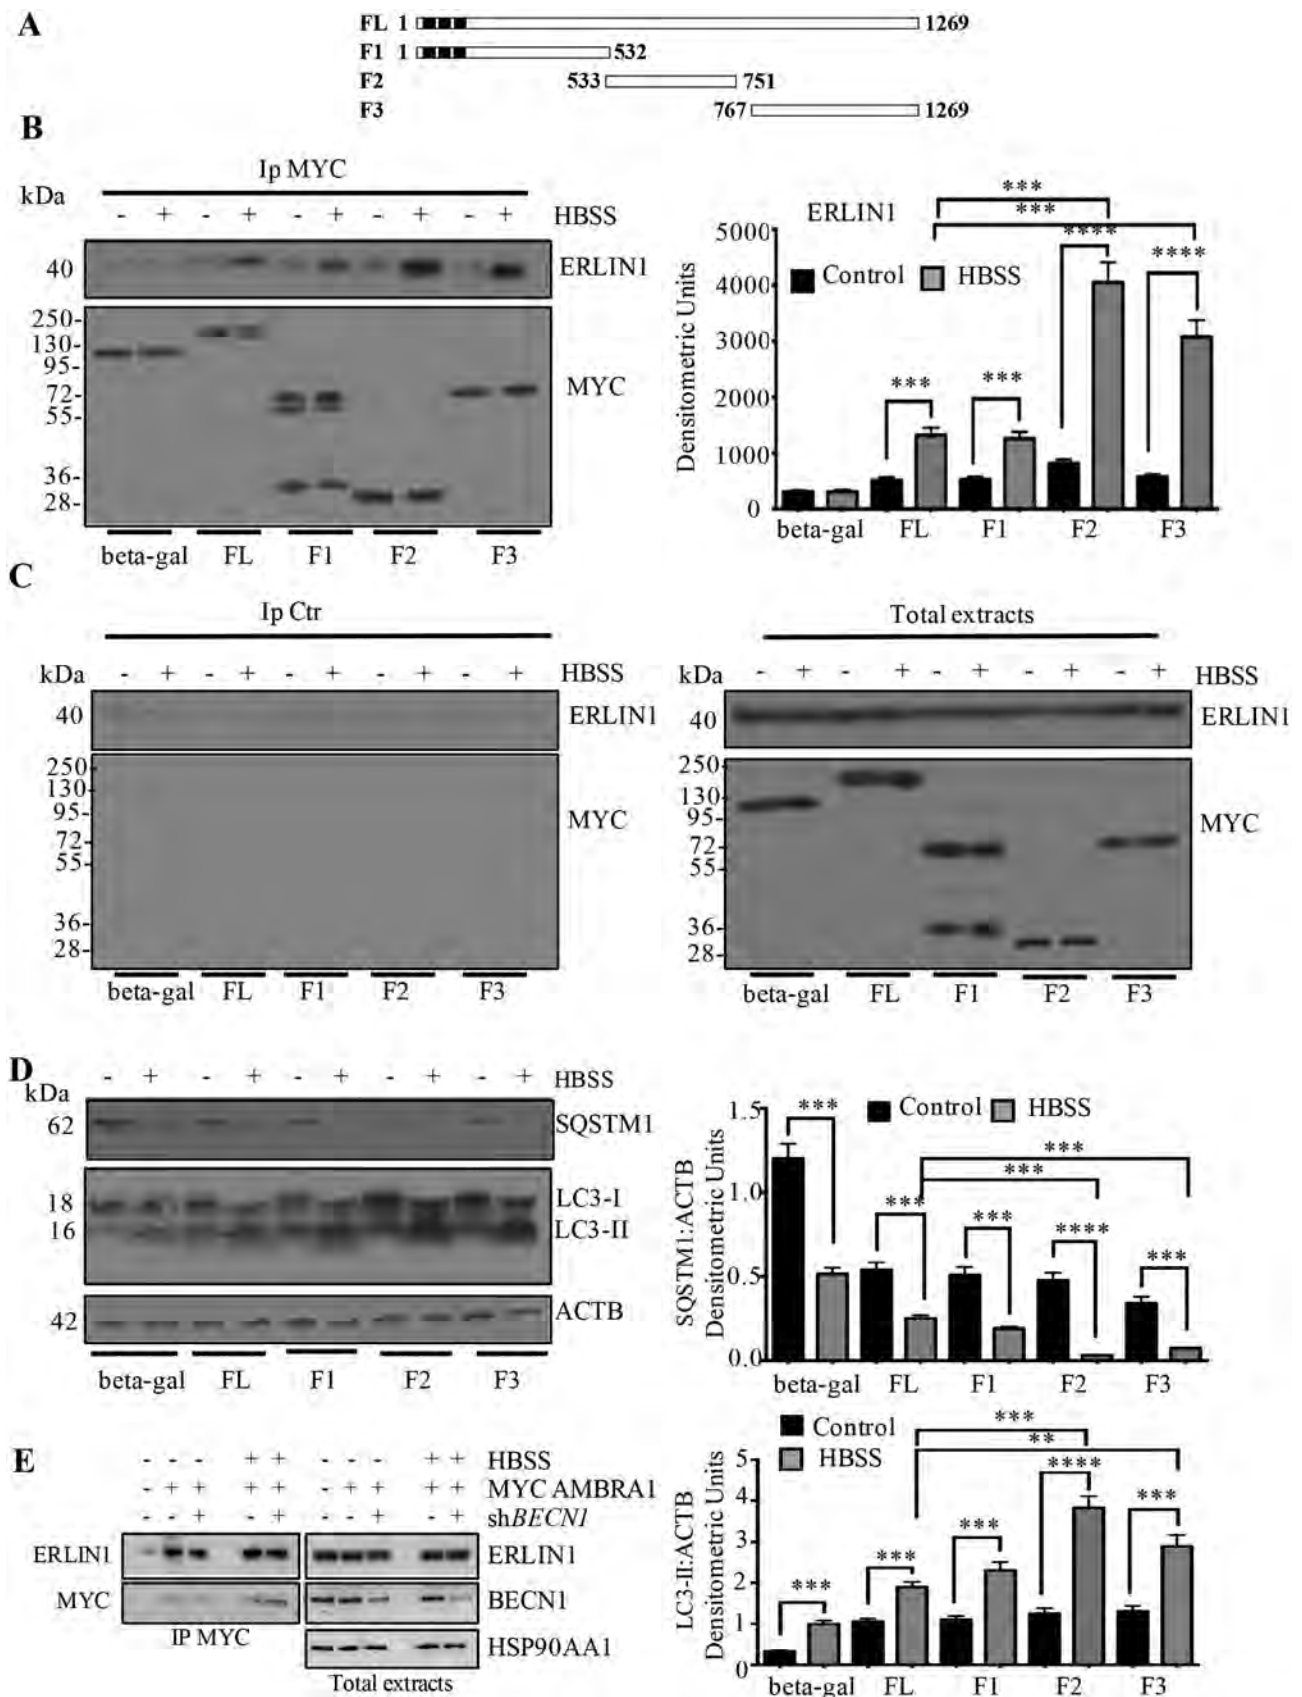 A
FL 1 1269
F1 1 532
F2 533 751
F3 767 1269
B
Ip MYC
kDa
- + - + - + - + - + HBSS
40 ERLIN1
250-
130-
95-
72-
55-
36-
28-
MYC
beta-gal FL F1 F2 F3
ERLIN1
Control HBSS
Densitometric Units
5000
4000
3000
2000
1000
0
*** *** **** ****
***
***
beta-gal FL F1 F2 F3
C
Ip Ctr
kDa
- + - + - + - + - + HBSS
40 ERLIN1
250-
130-
95-
72-
55-
36-
28-
MYC
beta-gal FL F1 F2 F3
Total extracts
kDa
- + - + - + - + - + HBSS
40 ERLIN1
250-
130-
95-
72-
55-
36-
28-
MYC
beta-gal FL F1 F2 F3
D
kDa
- + - + - + - + - + HBSS
62 SQSTM1
18 LC3-I
16 LC3-II
42 ACTB
beta-gal FL F1 F2 F3
SQSTM1:ACTB
Densitometric Units
Control HBSS
1.5
1.0
0.5
0.0
*** *** *** **** ***
***
***
beta-gal FL F1 F2 F3
Control
HBSS
LC3-II:ACTB
Densitometric Units
5
4
3
2
1
0
*** *** *** **** ***
***
**
beta-gal FL F1 F2 F3
E
- - - + + - - - + + HBSS
- + + + + - + + + + MYC AMBRA1
- - + - + - - + - + shBECN1
ERLIN1 ERLIN1
MYC BECN1
IP MYC HSP90AA1
Total extracts